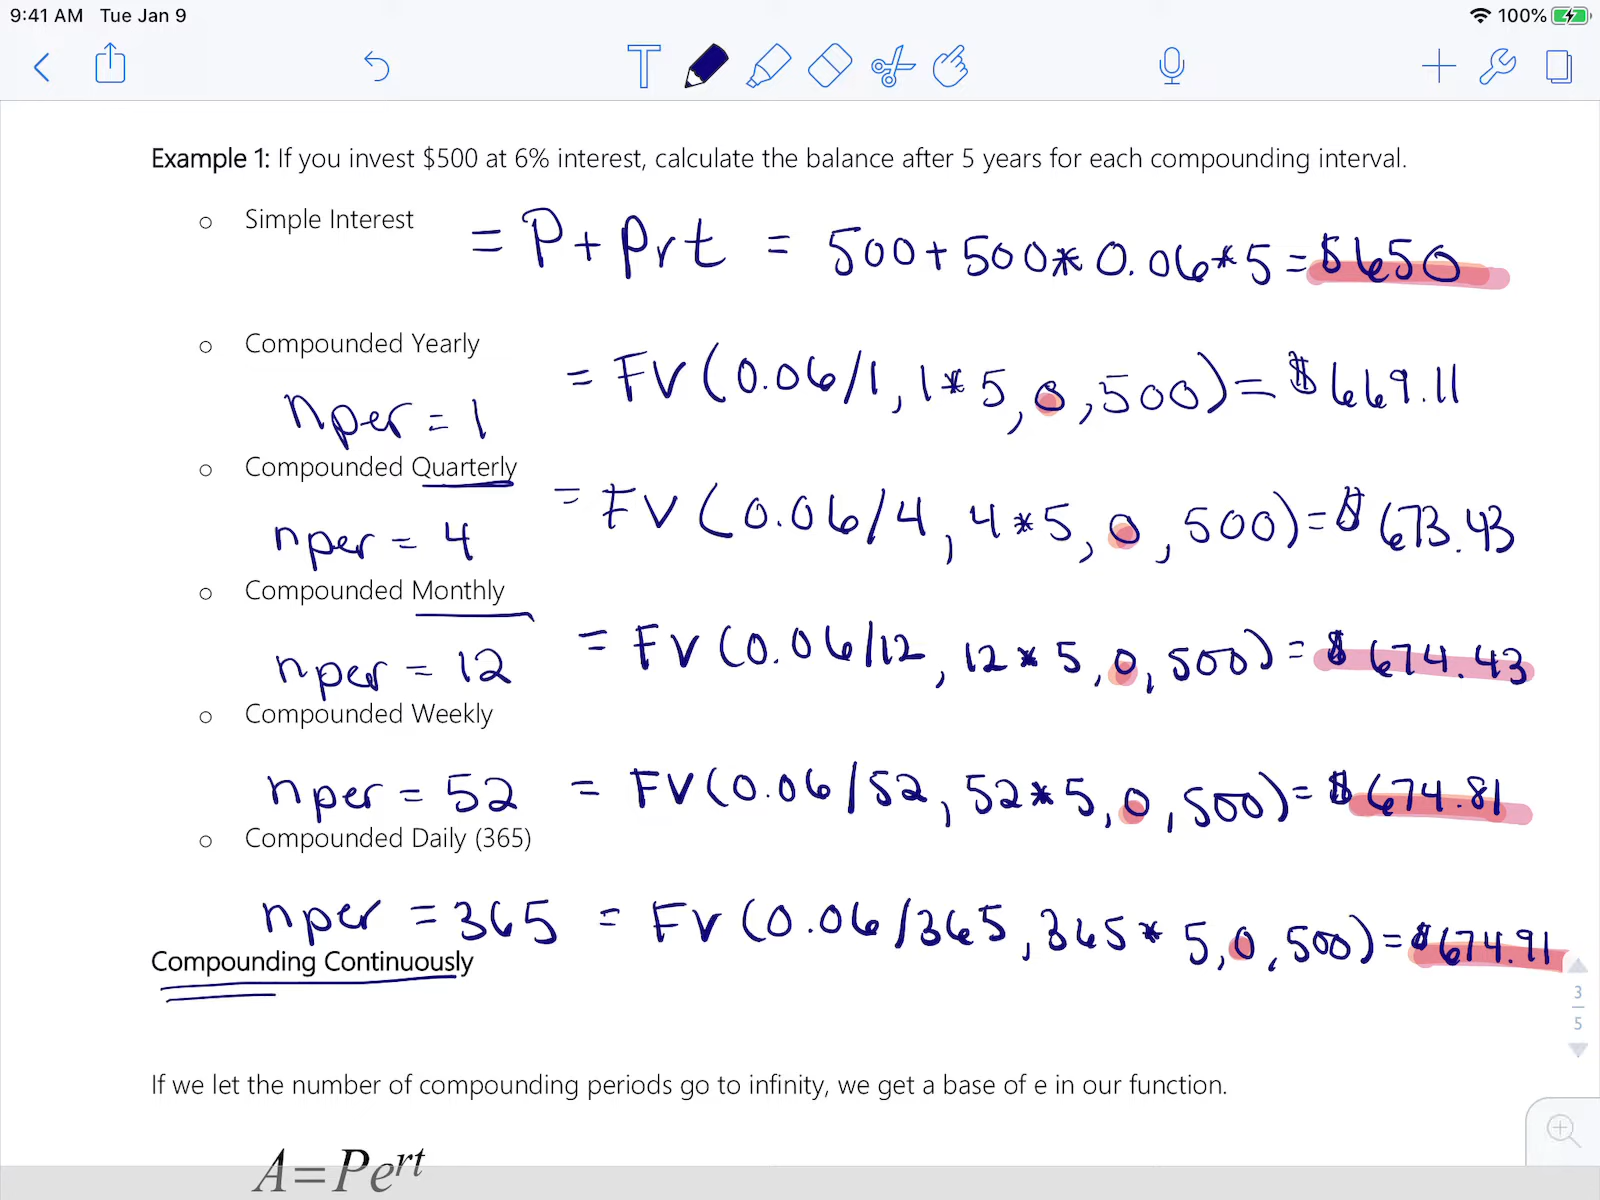 9:41 AM Tue Jan 9
100%
Example 1: If you invest $500 at 6% interest, calculate the balance after 5 years for each compounding interval.
○ Simple Interest = P + Prt = 500 + 500 * 0.06 * 5 = $650
○ Compounded Yearly = FV(0.06/1, 1*5, 0, 500) = $669.11
nper = 1
○ Compounded Quarterly = FV(0.06/4, 4*5, 0, 500) = $673.43
nper = 4
○ Compounded Monthly = FV(0.06/12, 12*5, 0, 500) = $674.43
nper = 12
○ Compounded Weekly
nper = 52 = FV(0.06/52, 52*5, 0, 500) = $674.81
○ Compounded Daily (365)
nper = 365 = FV(0.06/365, 365*5, 0, 500) = $674.91
Compounding Continuously
3
5
If we let the number of compounding periods go to infinity, we get a base of e in our function.
A=Pe^rt